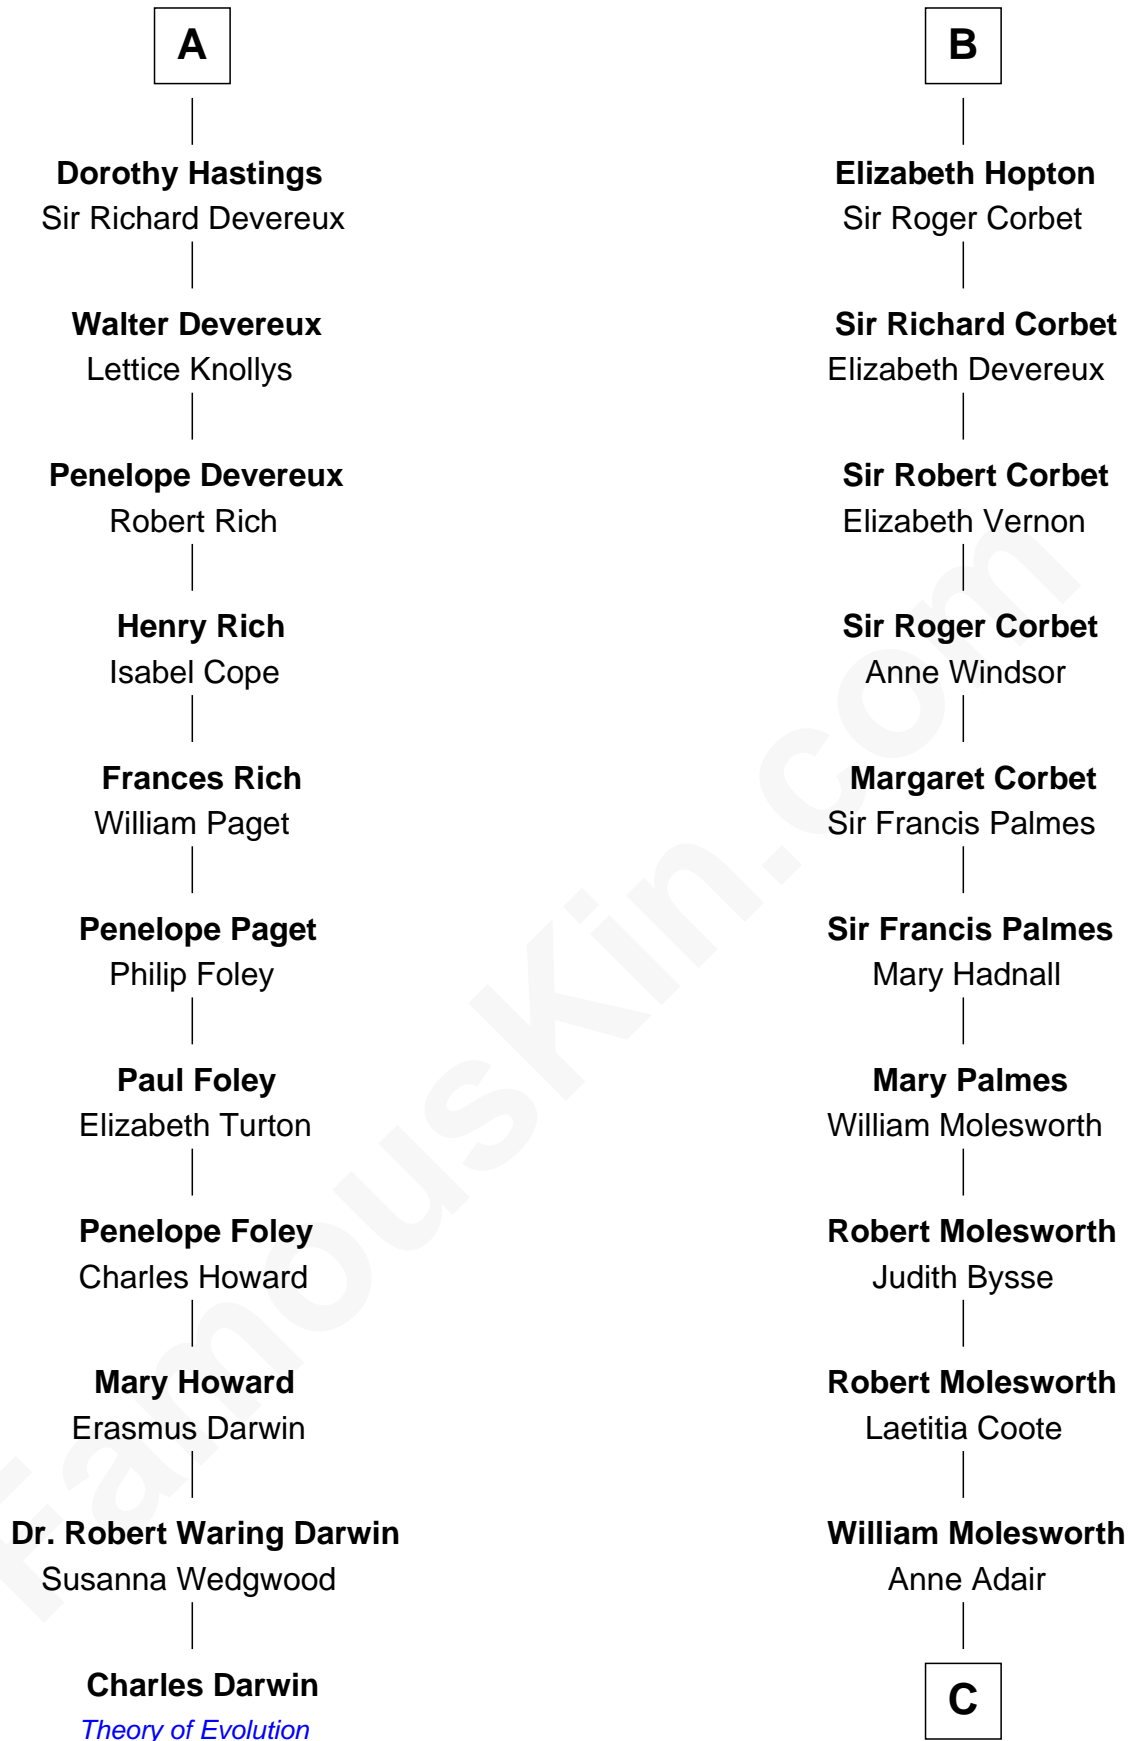 A
Dorothy Hastings
Sir Richard Devereux
Walter Devereux
Lettice Knollys
Penelope Devereux
Robert Rich
Henry Rich
Isabel Cope
Frances Rich
William Paget
Penelope Paget
Philip Foley
Paul Foley
Elizabeth Turton
Penelope Foley
Charles Howard
Mary Howard
Erasmus Darwin
Dr. Robert Waring Darwin
Susanna Wedgwood
Charles Darwin
Theory of Evolution
B
Elizabeth Hopton
Sir Roger Corbet
Sir Richard Corbet
Elizabeth Devereux
Sir Robert Corbet
Elizabeth Vernon
Sir Roger Corbet
Anne Windsor
Margaret Corbet
Sir Francis Palmes
Sir Francis Palmes
Mary Hadnall
Mary Palmes
William Molesworth
Robert Molesworth
Judith Bysse
Robert Molesworth
Laetitia Coote
William Molesworth
Anne Adair
C
FamousKin.com